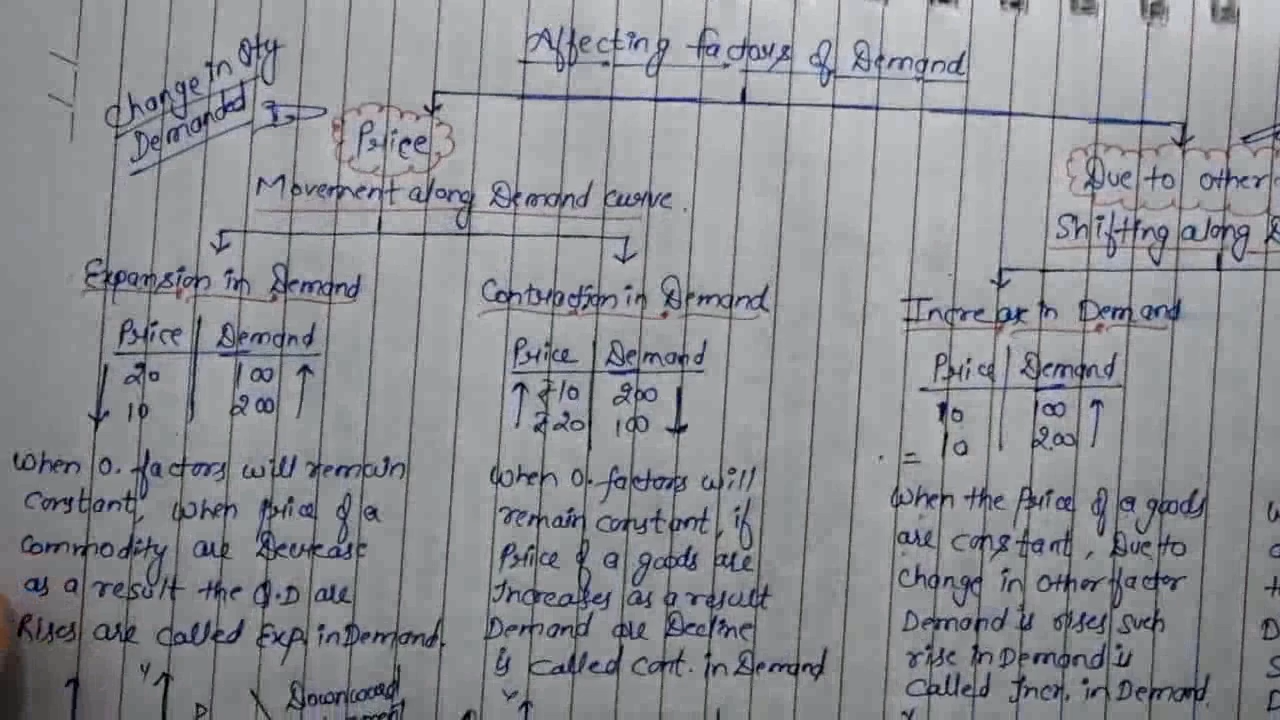 Affecting factors of Demand
Change in Qty
Demanded
Price
Due to other
Movement along Demand curve.
Shifting along
Expansion in Demand
Price Demand
20 100
10 200
When o. factors will remain
Constant, when price of a
Commodity are Decrease
as a result the Q.D are
Rises are called Exp. in Demand.
Contraction in Demand
Price Demand
₹10 200
₹20 100
When o. factors will
remain constant, if
Price of a goods are
Increases as a result
Demand are Decline
is called cont. in Demand
Increase in Demand
Price Demand
10 100
= 10 200
When the price of a goods
are constant, Due to
change in other factor
Demand is rises such
rise in Demand is
Called Incr. in Demand.
Y
Downward
D
Y